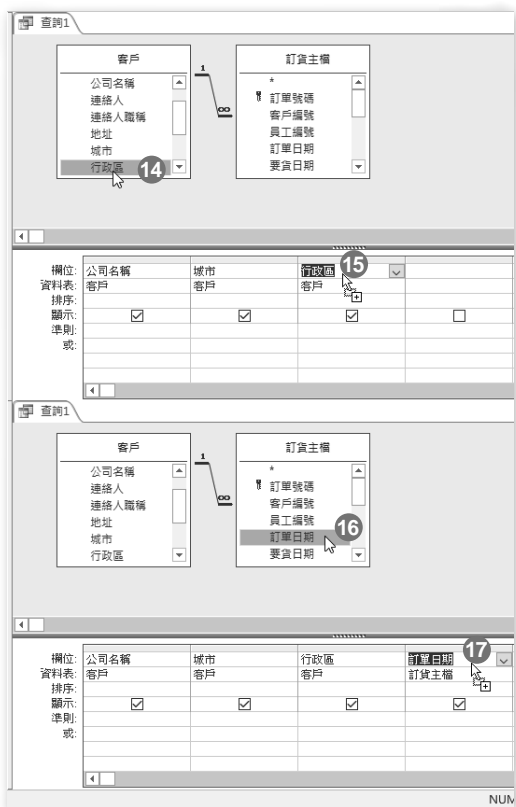 查詢1
客戶
公司名稱
連絡人
連絡人職稱
地址
城市
行政區 14
1
∞
訂貨主檔
*
訂單號碼
客戶編號
員工編號
訂單日期
要貨日期
欄位: 公司名稱 城市 行政區 15
資料表: 客戶 客戶 客戶
排序:
顯示:
準則:
或:
查詢1
客戶
公司名稱
連絡人
連絡人職稱
地址
城市
行政區
1
∞
訂貨主檔
*
訂單號碼
客戶編號
員工編號
訂單日期 16
要貨日期
欄位: 公司名稱 城市 行政區 訂單日期 17
資料表: 客戶 客戶 客戶 訂貨主檔
排序:
顯示:
準則:
或:
NUM